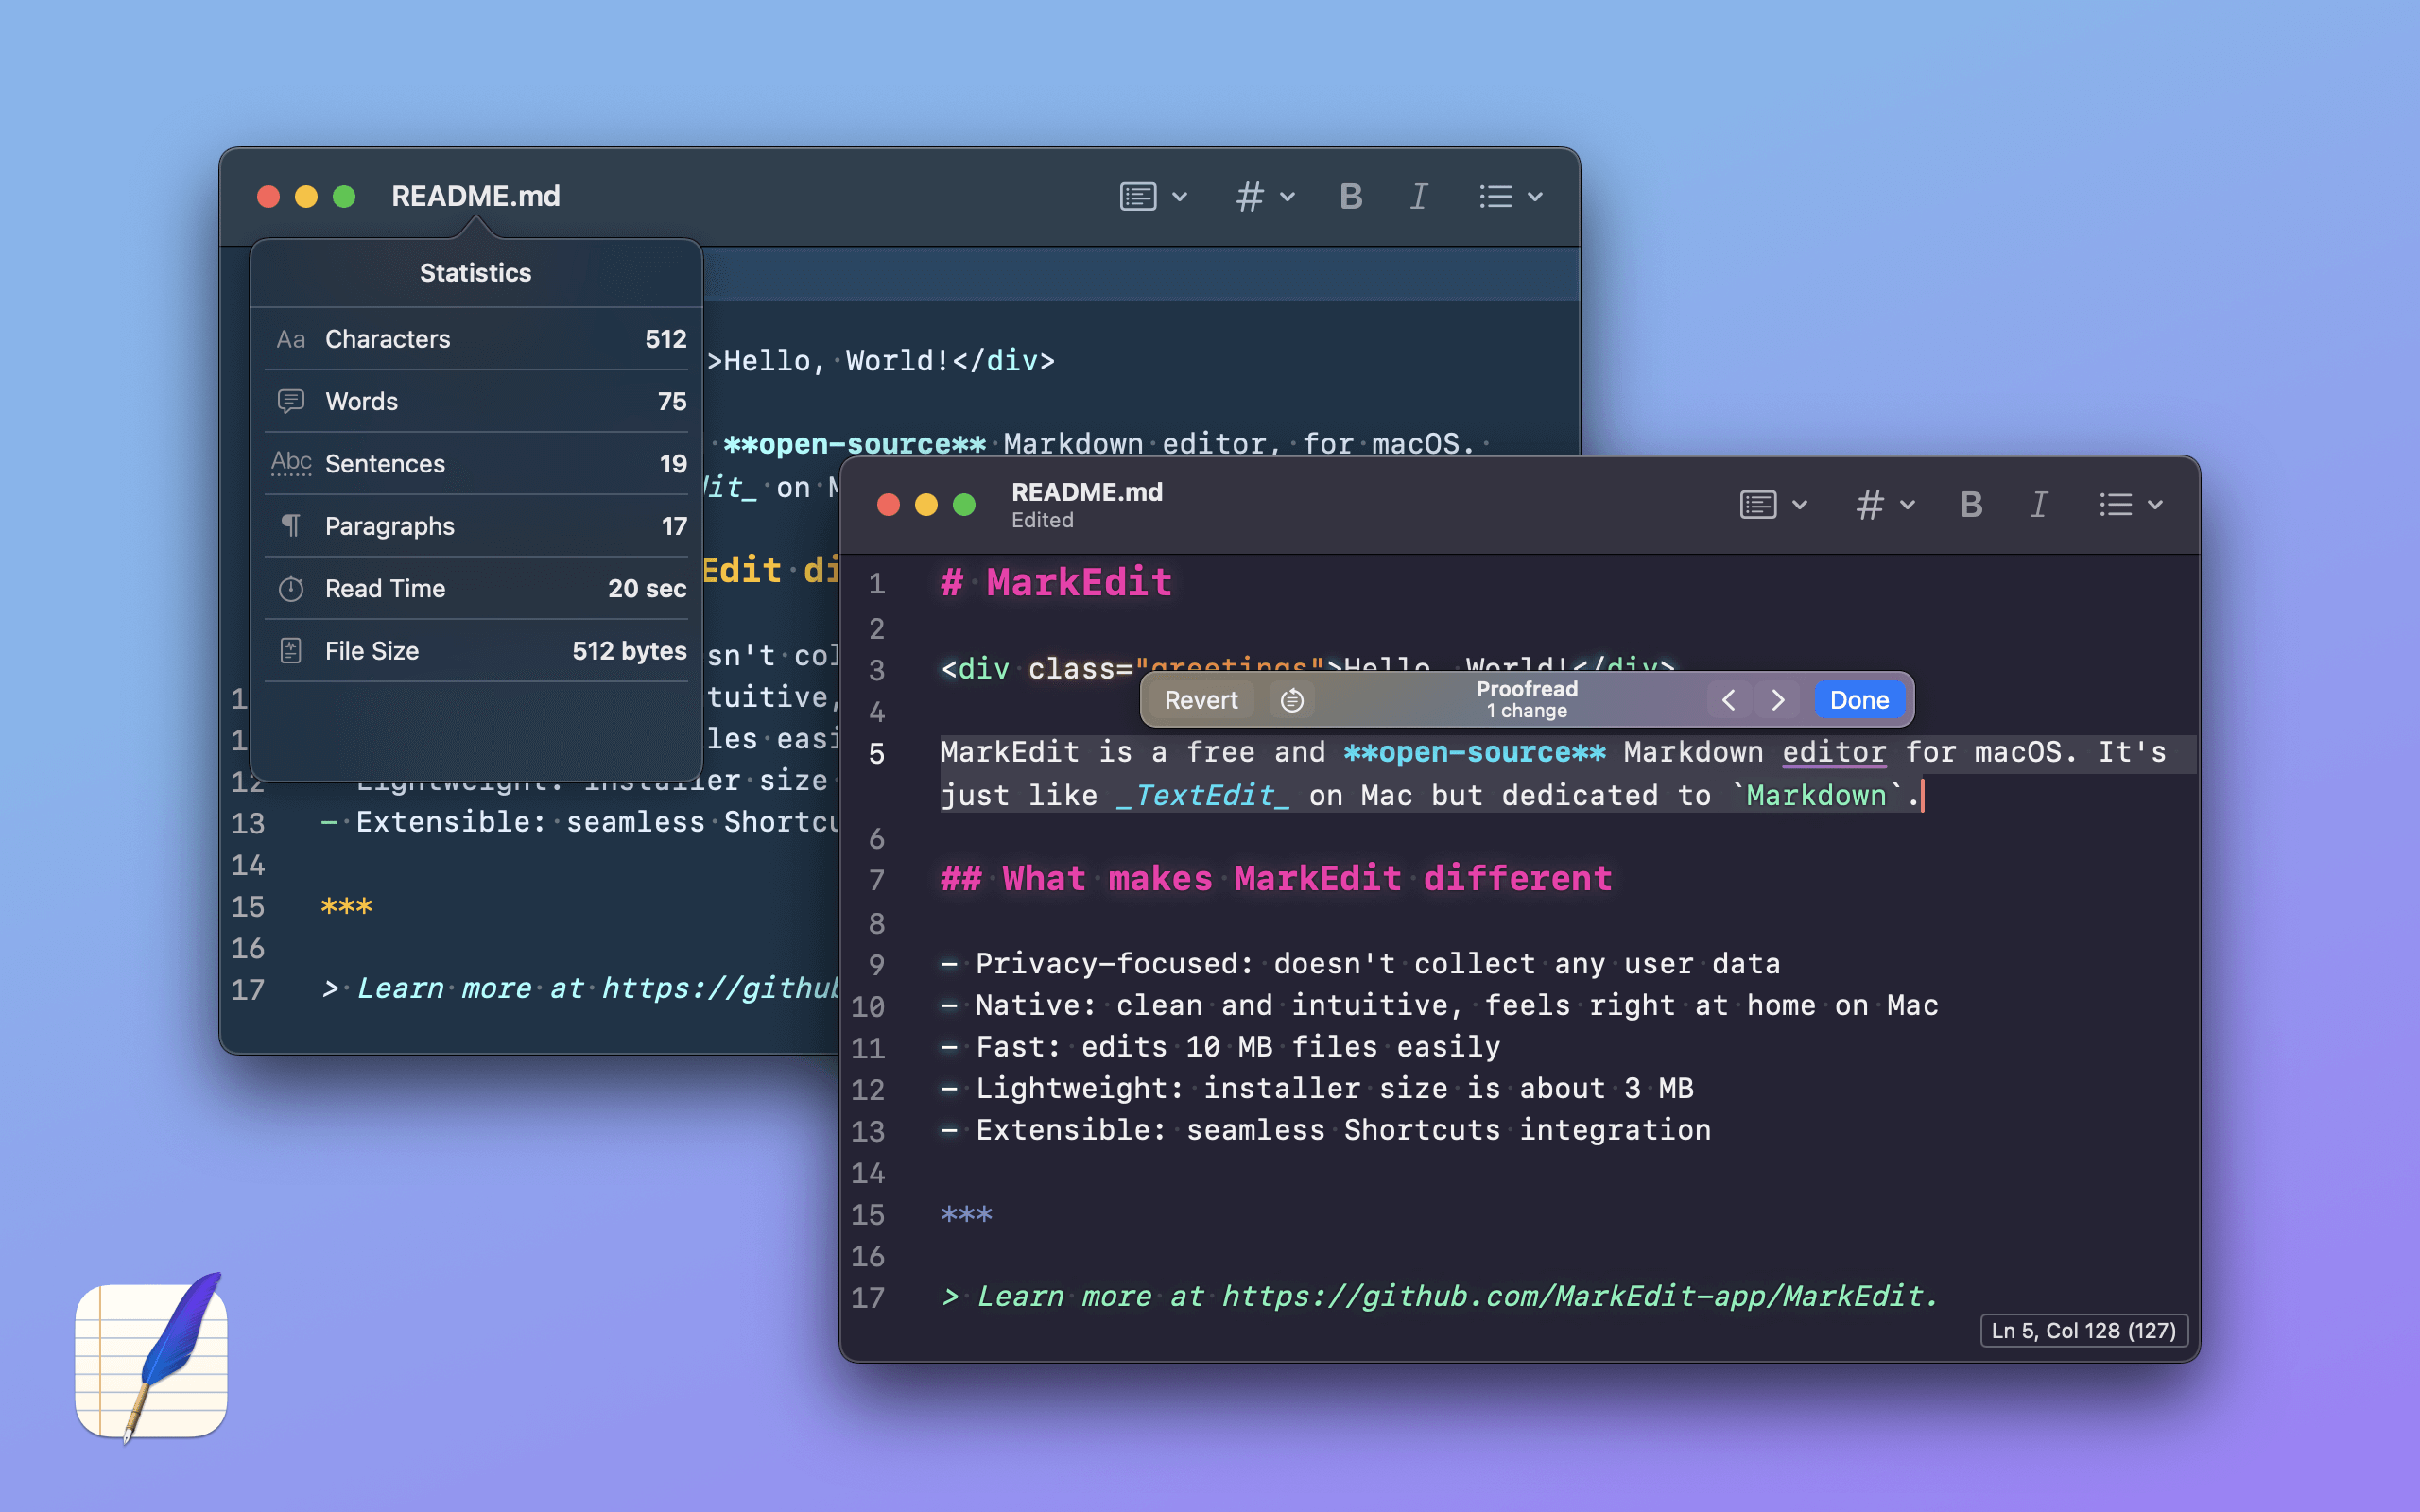 README.md
Statistics
Aa Characters 512
Words 75
Abc Sentences 19
Paragraphs 17
Read Time 20 sec
File Size 512 bytes
>Hello, World!</div>
**open-source** Markdown editor, for macOS.
on
Edit
sn't
tuitive,
les
12 Lightweight: installer size
13 - Extensible: seamless
14
15 ***
16
17 > Learn more at https://github
README.md
Edited
1 # MarkEdit
2
3 <div class="greetings">Hello, World!</div>
4
Revert
Proofread
1 change
Done
5 MarkEdit is a free and **open-source** Markdown editor for macOS. It's
just like _TextEdit_ on Mac but dedicated to `Markdown`.
6
7 ## What makes MarkEdit different
8
9 - Privacy-focused: doesn't collect any user data
10 - Native: clean and intuitive, feels right at home on Mac
11 - Fast: edits 10 MB files easily
12 - Lightweight: installer size is about 3 MB
13 - Extensible: seamless Shortcuts integration
14
15 ***
16
17 > Learn more at https://github.com/MarkEdit-app/MarkEdit.
Ln 5, Col 128 (127)